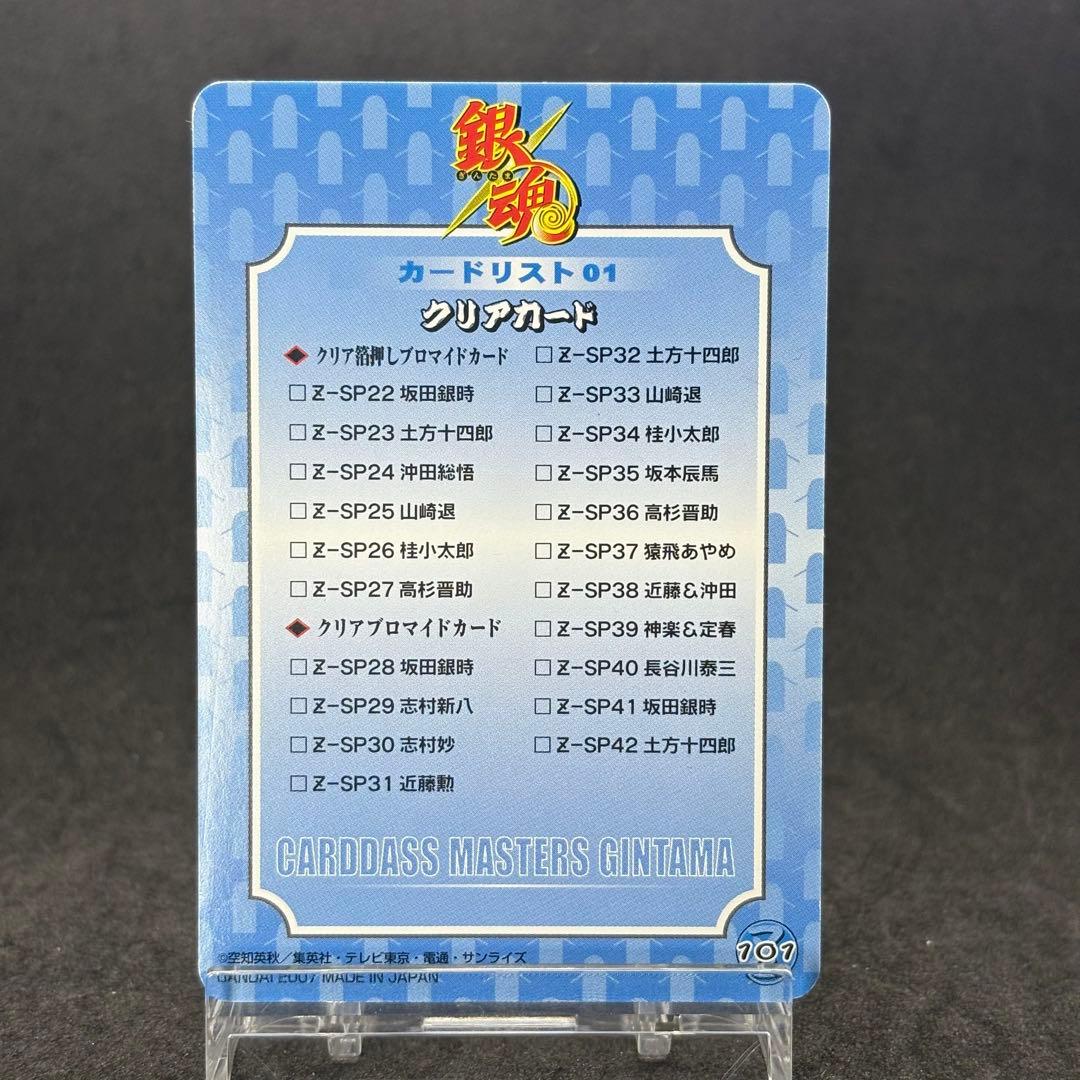 銀魂
ぎんたま
カードリスト01
クリアカード
クリア箔押しブロマイドカード
Z-SP22 坂田銀時
Z-SP23 土方十四郎
Z-SP24 沖田総悟
Z-SP25 山崎退
Z-SP26 桂小太郎
Z-SP27 高杉晋助
クリアブロマイドカード
Z-SP28 坂田銀時
Z-SP29 志村新八
Z-SP30 志村妙
Z-SP31 近藤勲
Z-SP32 土方十四郎
Z-SP33 山崎退
Z-SP34 桂小太郎
Z-SP35 坂本辰馬
Z-SP36 高杉晋助
Z-SP37 猿飛あやめ
Z-SP38 近藤&沖田
Z-SP39 神楽&定春
Z-SP40 長谷川泰三
Z-SP41 坂田銀時
Z-SP42 土方十四郎
CARDDASS MASTERS GINTAMA
©空知英秋/集英社・テレビ東京・電通・サンライズ
BANDAI 2007 MADE IN JAPAN
101